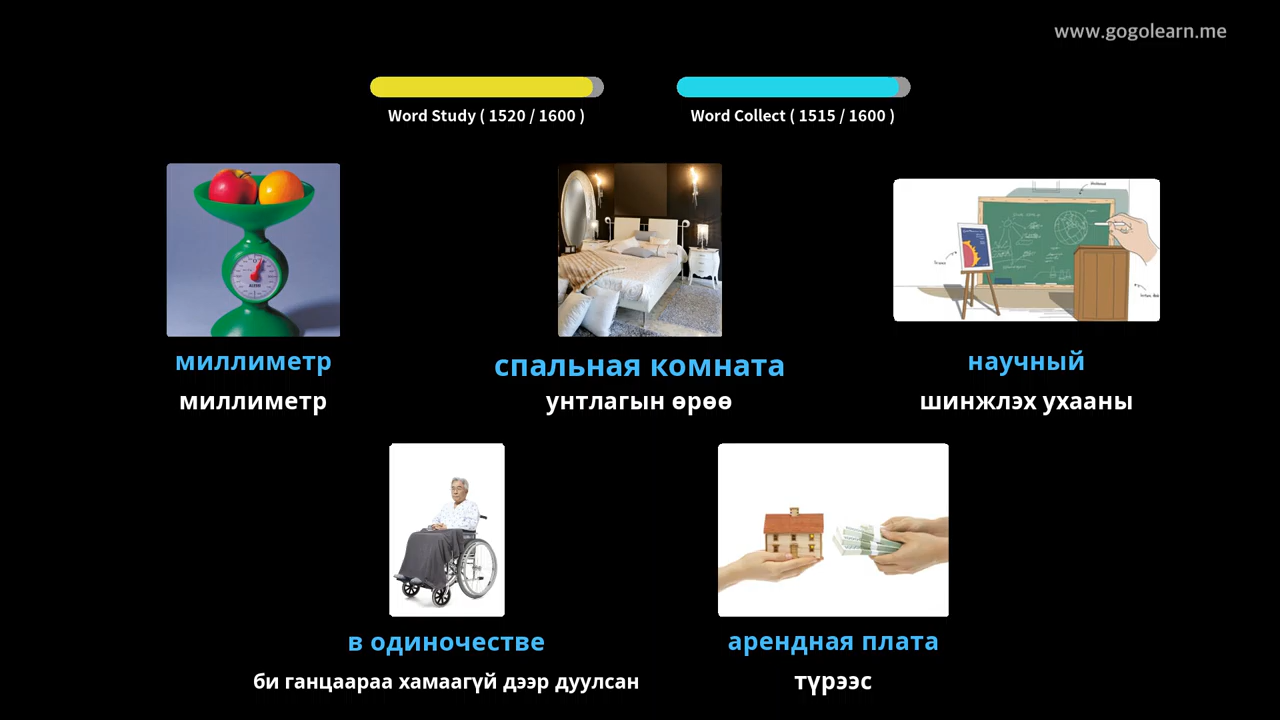 www.gogolearn.me
Word Study ( 1520 / 1600 )
Word Collect ( 1515 / 1600 )
миллиметр
миллиметр
спальная комната
унтлагын өрөө
научный
шинжлэх ухааны
в одиночестве
би ганцаараа хамаагүй дээр дуулсан
арендная плата
түрээс